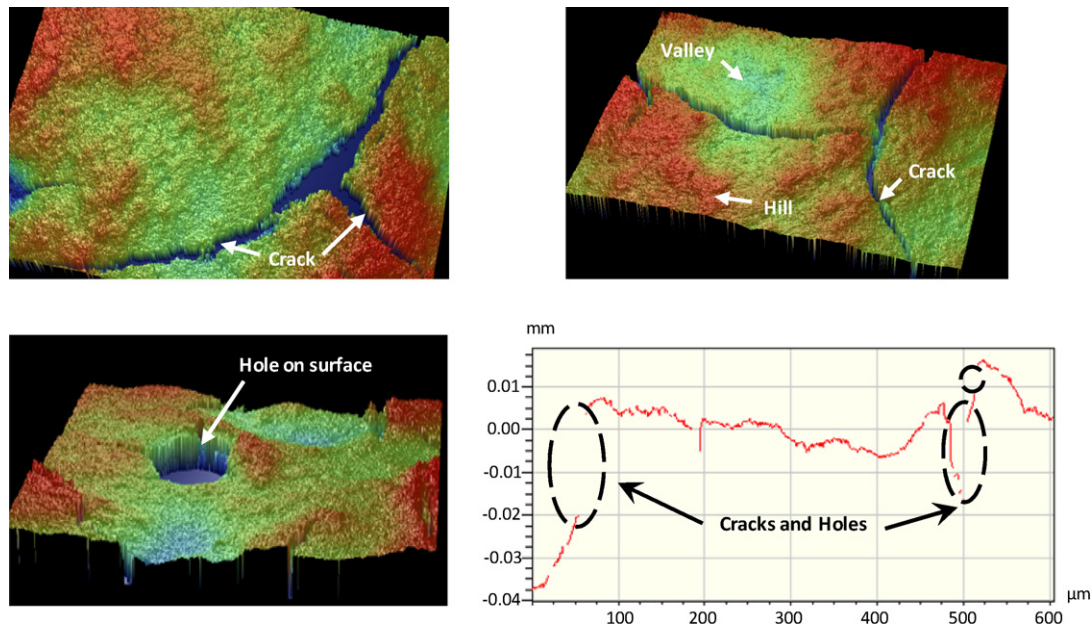 Crack
Valley
Crack
Hill
Hole on surface
mm
0.01
0.00
-0.01
Cracks and Holes
-0.02
-0.03
-0.04
μm
100
200
300
400
500
600